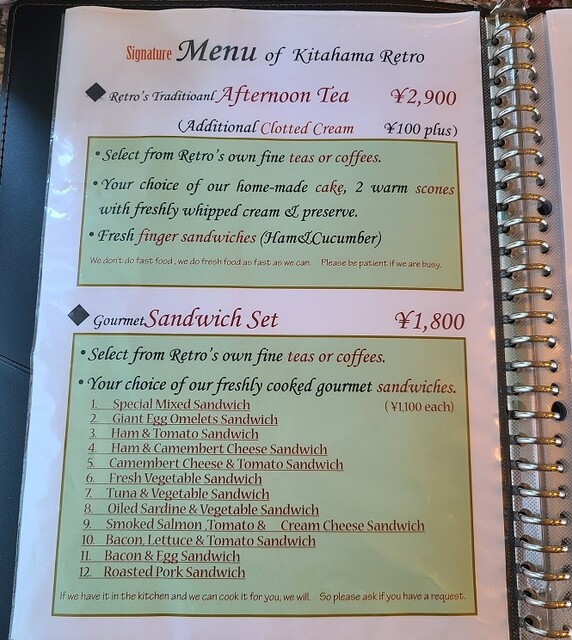 Signature Menu of Kitahama Retro
◆ Retro's Traditioanl Afternoon Tea ¥2,900
(Additional Clotted Cream ¥100 plus)
• Select from Retro's own fine teas or coffees.
• Your choice of our home-made cake, 2 warm scones
with freshly whipped cream & preserve.
• Fresh finger sandwiches (Ham&Cucumber)
We don't do fast food , we do fresh food as fast as we can. Please be patient if we are busy.
◆ Gourmet Sandwich Set ¥1,800
• Select from Retro's own fine teas or coffees.
• Your choice of our freshly cooked gourmet sandwiches.
1. Special Mixed Sandwich (¥1,100 each)
2. Giant Egg Omelets Sandwich
3. Ham & Tomato Sandwich
4. Ham & Camembert Cheese Sandwich
5. Camembert Cheese & Tomato Sandwich
6. Fresh Vegetable Sandwich
7. Tuna & Vegetable Sandwich
8. Oiled Sardine & Vegetable Sandwich
9. Smoked Salmon ,Tomato & Cream Cheese Sandwich
10. Bacon, Lettuce & Tomato Sandwich
11. Bacon & Egg Sandwich
12. Roasted Pork Sandwich
If we have it in the kitchen and we can cook it for you, we will. So please ask if you have a request.